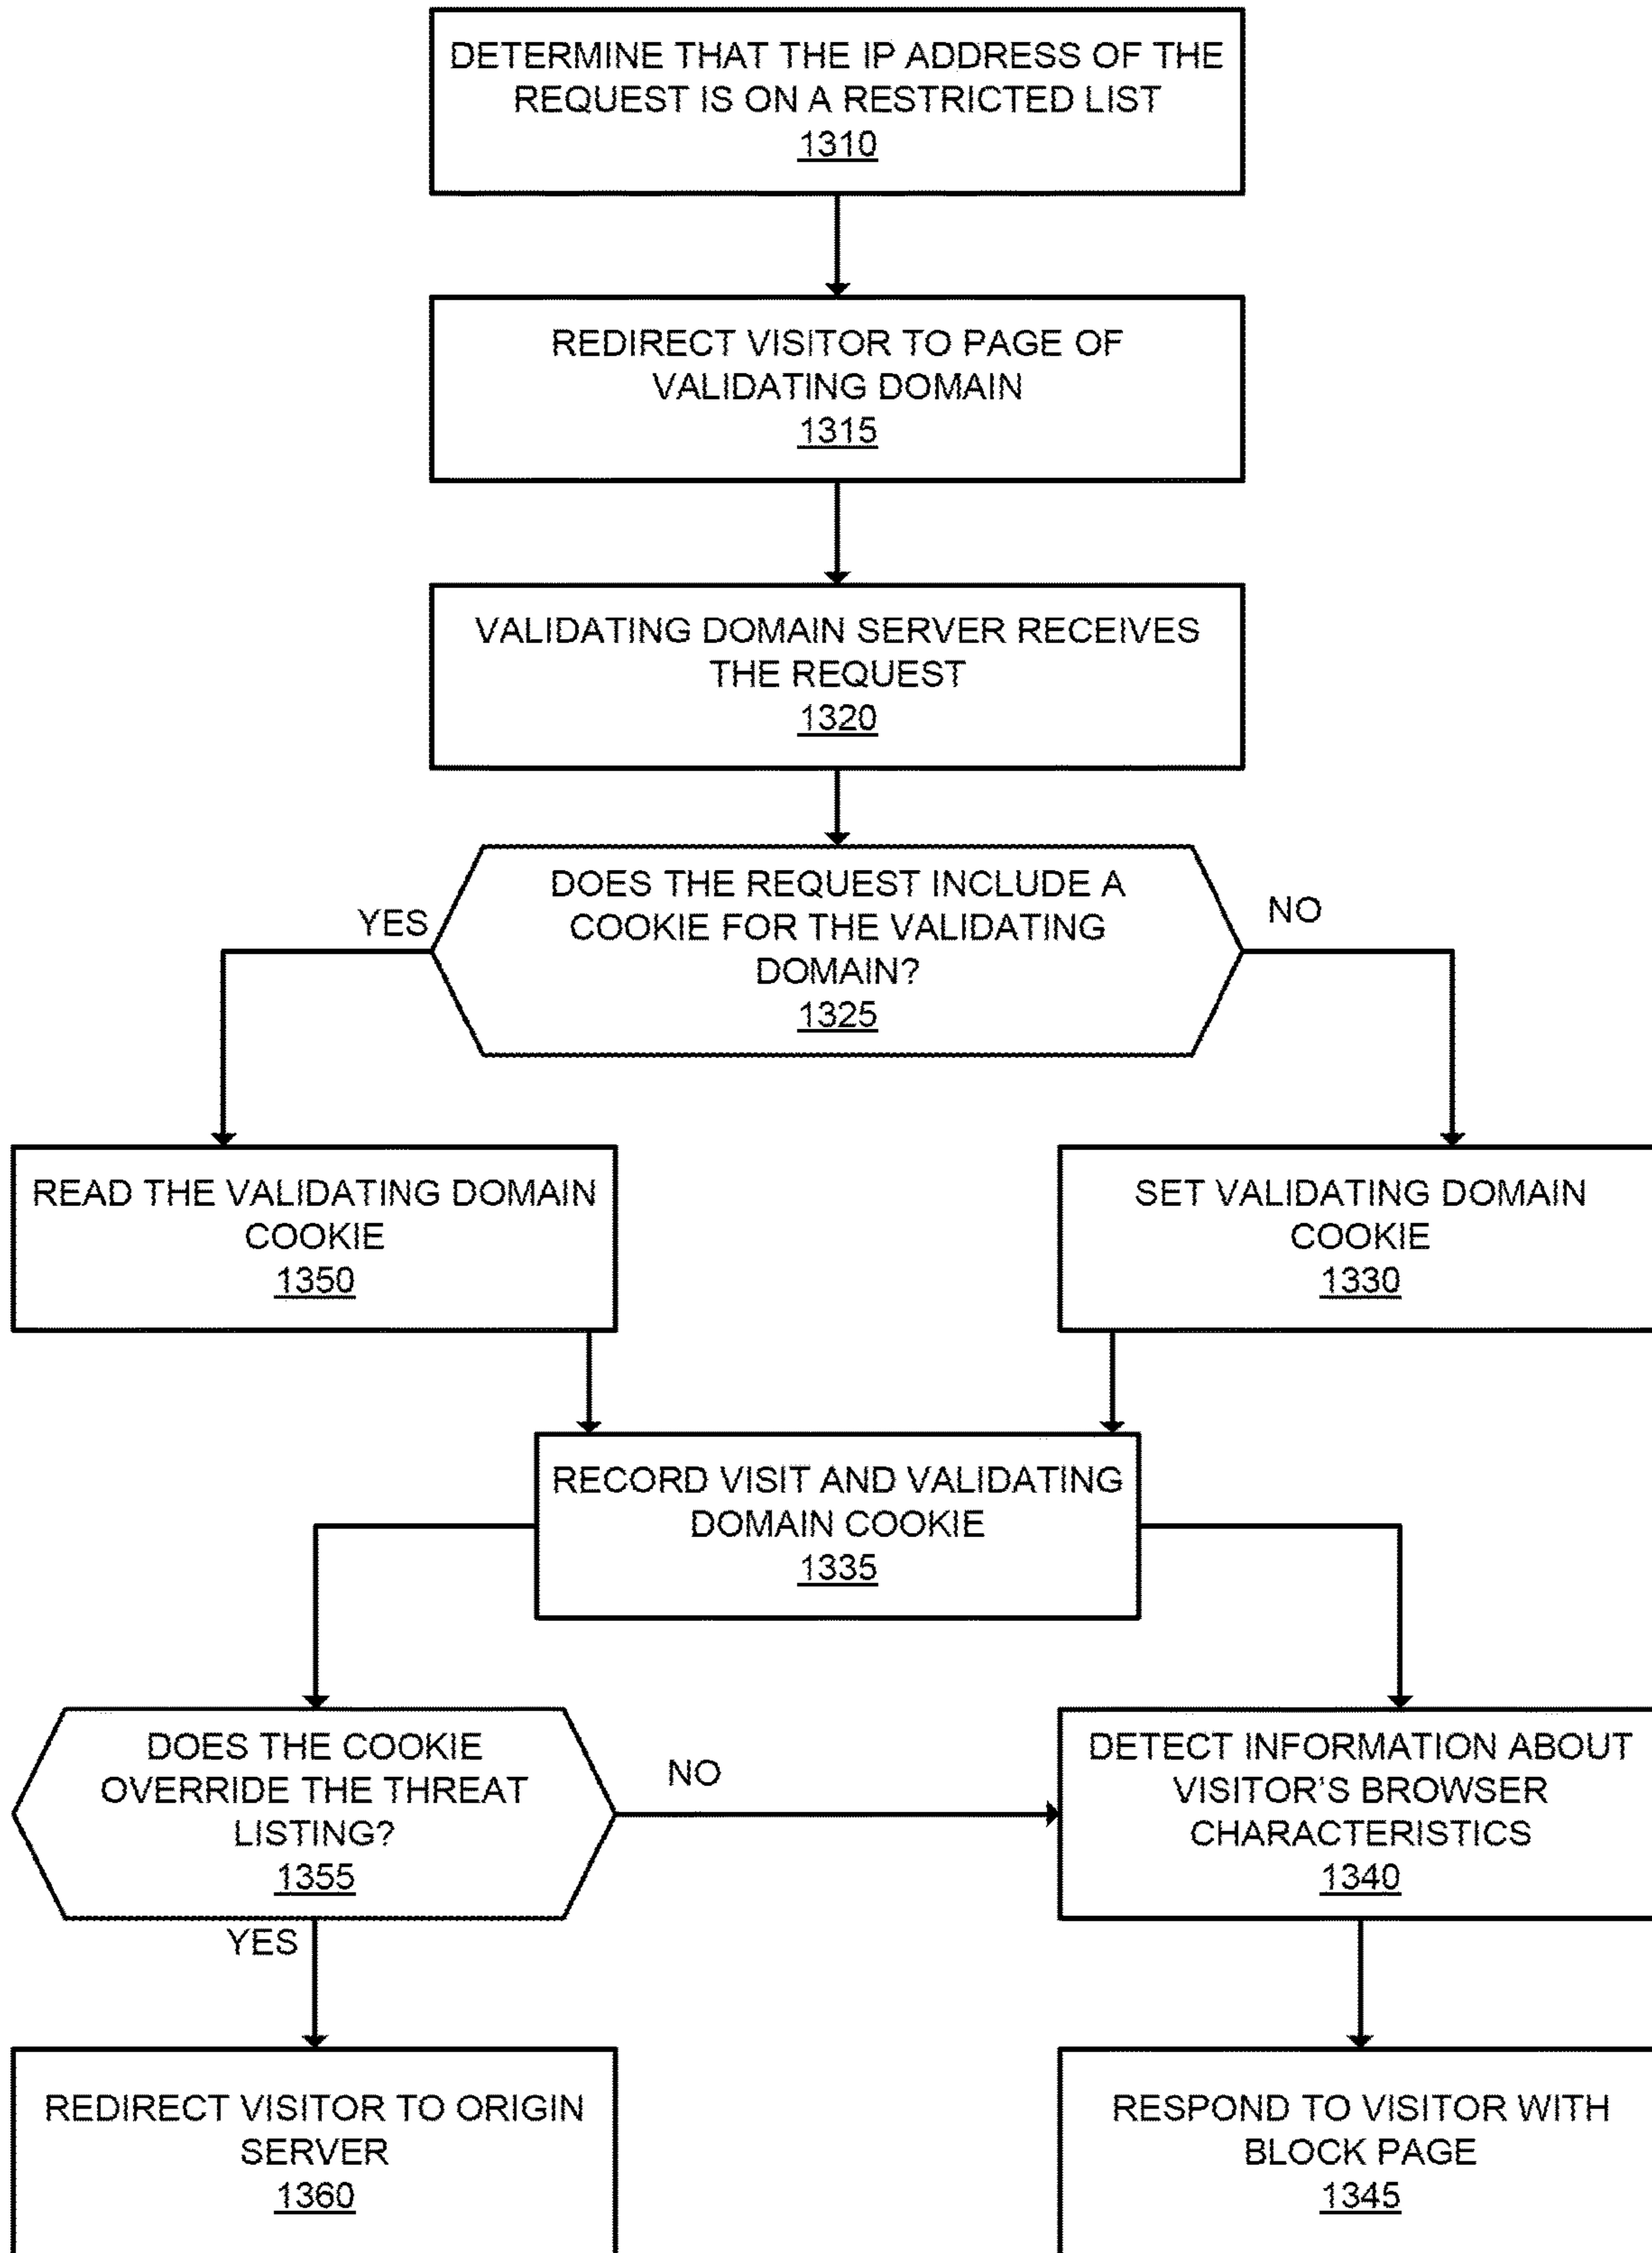 DETERMINE THAT THE IP ADDRESS OF THE
REQUEST IS ON A RESTRICTED LIST
1310
REDIRECT VISITOR TO PAGE OF
VALIDATING DOMAIN
1315
VALIDATING DOMAIN SERVER RECEIVES
THE REQUEST
1320
DOES THE REQUEST INCLUDE A
COOKIE FOR THE VALIDATING
DOMAIN?
1325
YES
NO
READ THE VALIDATING DOMAIN
COOKIE
1350
SET VALIDATING DOMAIN
COOKIE
1330
RECORD VISIT AND VALIDATING
DOMAIN COOKIE
1335
DOES THE COOKIE
OVERRIDE THE THREAT
LISTING?
1355
NO
YES
DETECT INFORMATION ABOUT
VISITOR'S BROWSER
CHARACTERISTICS
1340
REDIRECT VISITOR TO ORIGIN
SERVER
1360
RESPOND TO VISITOR WITH
BLOCK PAGE
1345